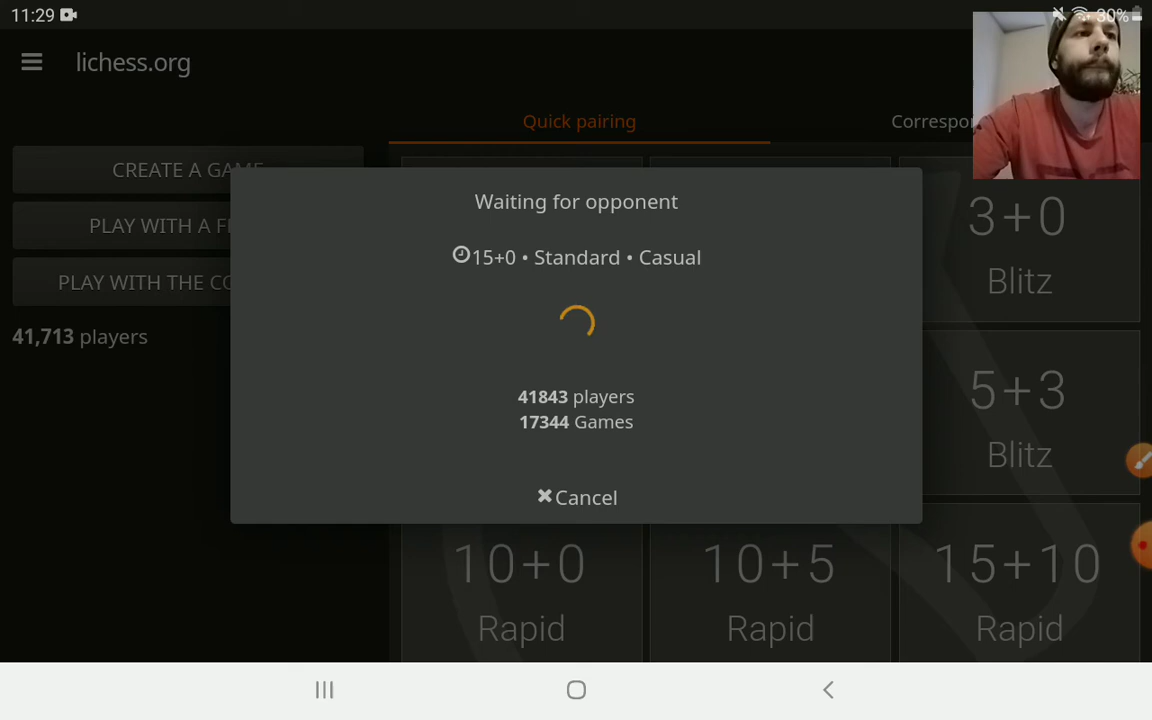 11:29
30%
lichess.org
Quick pairing
CREATE A GAME
PLAY WITH A
PLAY WITH THE
41,713 players
Waiting for opponent
15+0 • Standard • Casual
41843 players
17344 Games
Cancel
3+0
Blitz
5+3
Blitz
10+0
Rapid
10+5
Rapid
15+10
Rapid